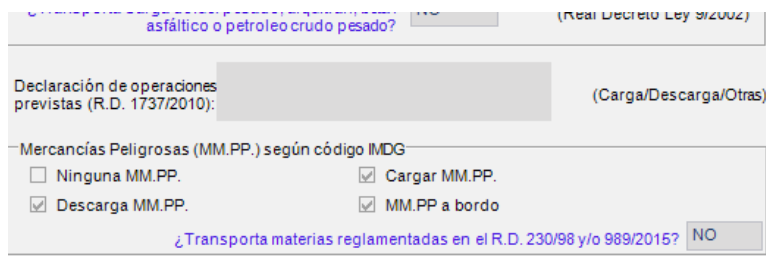 asfáltico o petroleo crudo pesado?
NO
(Real Decreto Ley 9/2002)
Declaración de operaciones
previstas (R.D. 1737/2010):
(Carga/Descarga/Otras)
Mercancías Peligrosas (MM.PP.) según código IMDG
Ninguna MM.PP.
Cargar MM.PP.
Descarga MM.PP.
MM.PP a bordo
¿Transporta materias reglamentadas en el R.D. 230/98 y/o 989/2015? NO